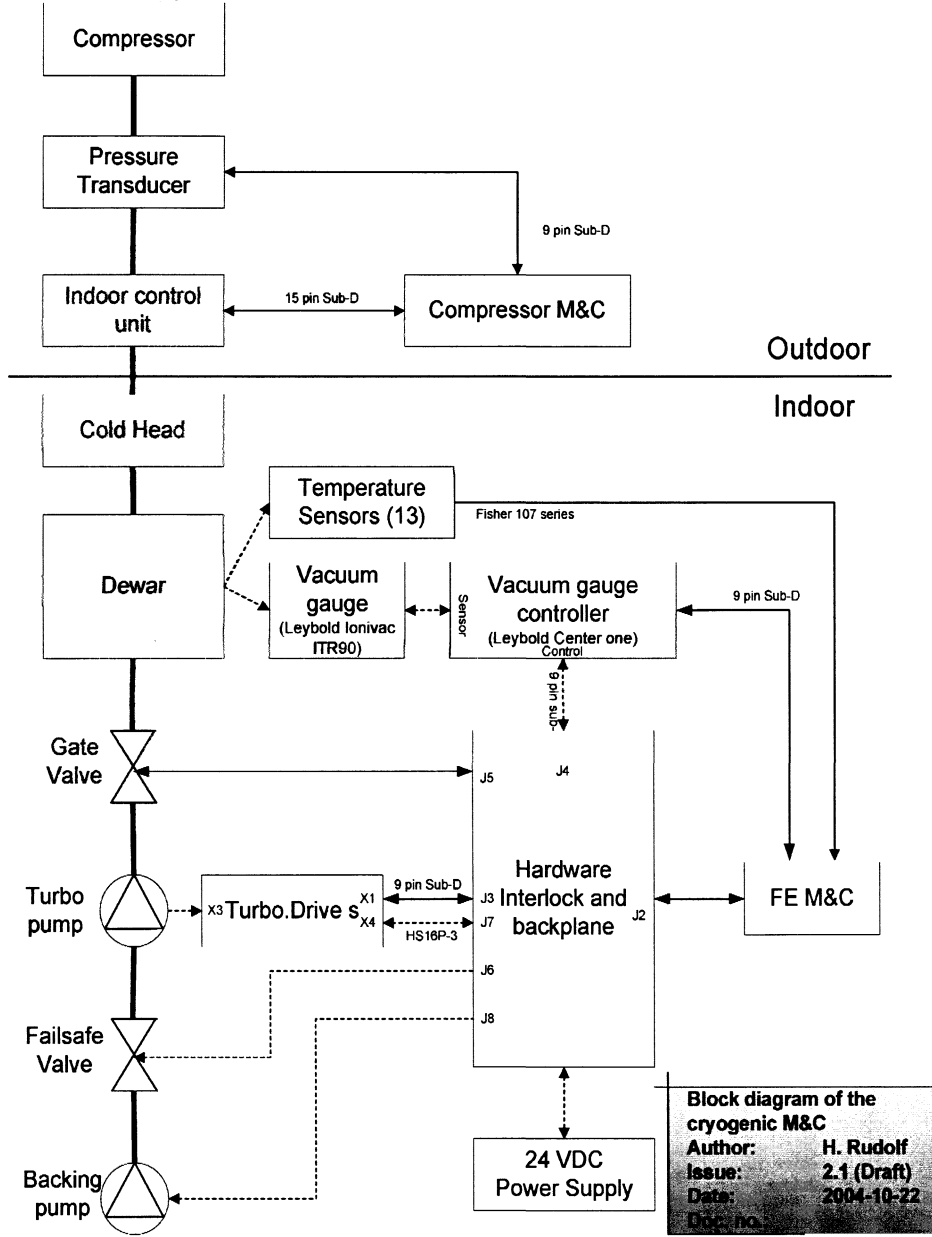 Compressor
Pressure
Transducer
9 pin Sub-D
Indoor control
unit
15 pin Sub-D
Compressor M&C
Outdoor
Indoor
Cold Head
Temperature
Sensors (13)
Fisher 107 series
Dewar
Vacuum
gauge
(Leybold Ionivac
ITR90)
Sensor
Vacuum gauge
controller
(Leybold Center one)
Control
9 pin Sub-D
9 pin sub-
Gate
Valve
J5
J4
Turbo
pump
X3
Turbo.Drive s
X1
X4
9 pin Sub-D
HS16P-3
J3
J7
Hardware
Interlock and
backplane
J2
FE M&C
J6
J8
Failsafe
Valve
Backing
pump
24 VDC
Power Supply
Block diagram of the
cryogenic M&C
Author: H. Rudolf
Issue: 2.1 (Draft)
Date: 2004-10-22
Doc. no.: